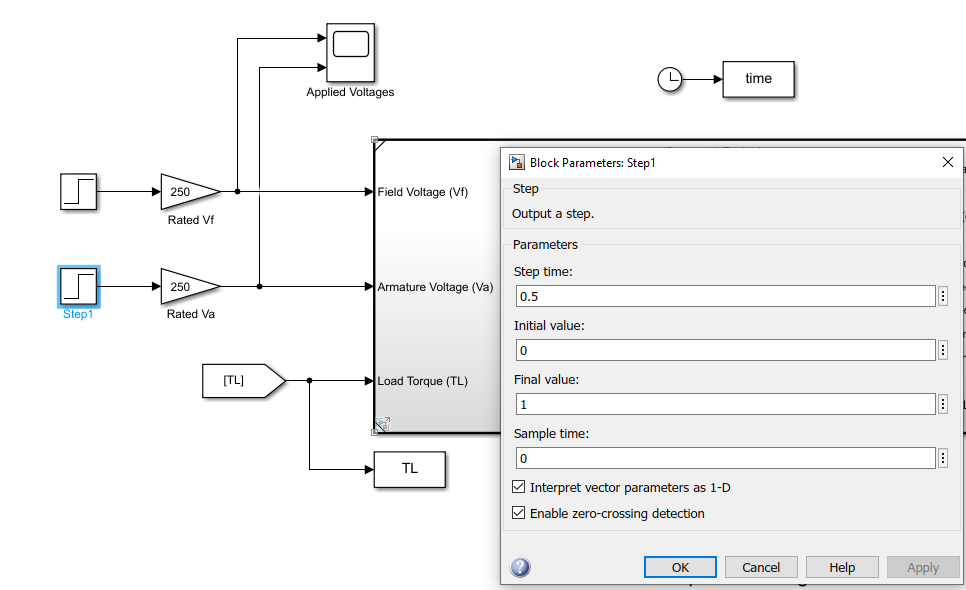 Applied Voltages
time
250
Rated Vf
Field Voltage (Vf)
250
Rated Va
Step1
Armature Voltage (Va)
[TL]
Load Torque (TL)
TL
Block Parameters: Step1
Step
Output a step.
Parameters
Step time:
0.5
Initial value:
0
Final value:
1
Sample time:
0
Interpret vector parameters as 1-D
Enable zero-crossing detection
OK
Cancel
Help
Apply